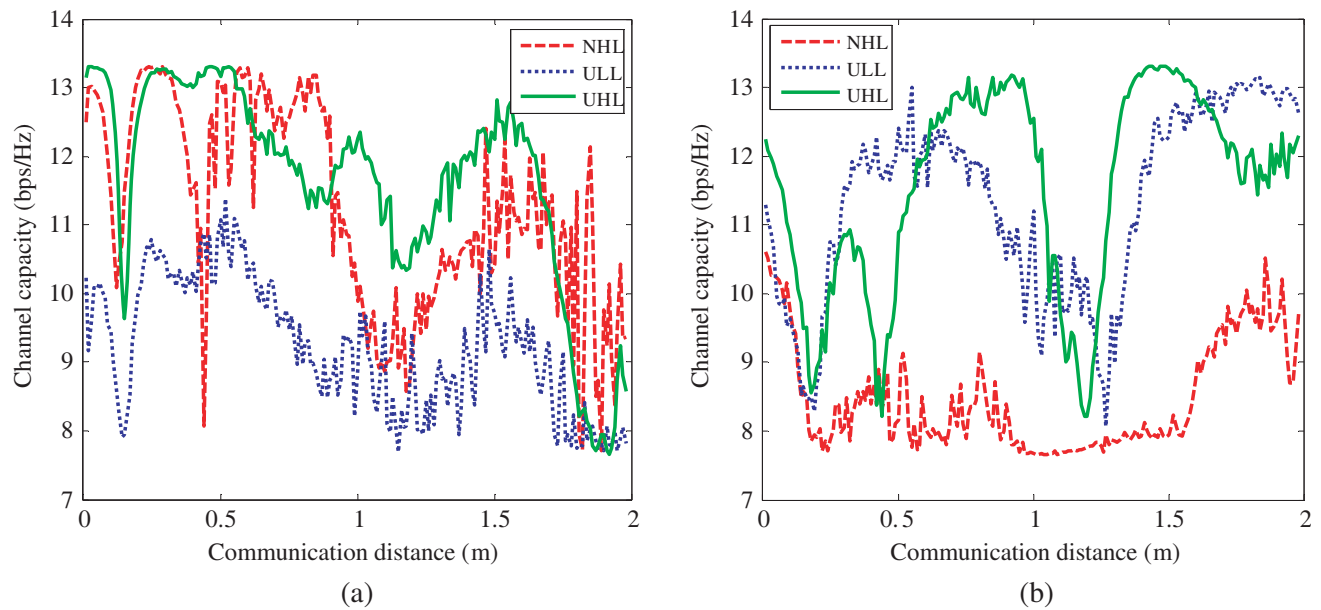 14
13
12
11
10
9
8
7
0
0.5
1
1.5
2
Channel capacity (bps/Hz)
Communication distance (m)
NHL
ULL
UHL
(a)
14
13
12
11
10
9
8
7
0
0.5
1
1.5
2
Channel capacity (bps/Hz)
Communication distance (m)
NHL
ULL
UHL
(b)